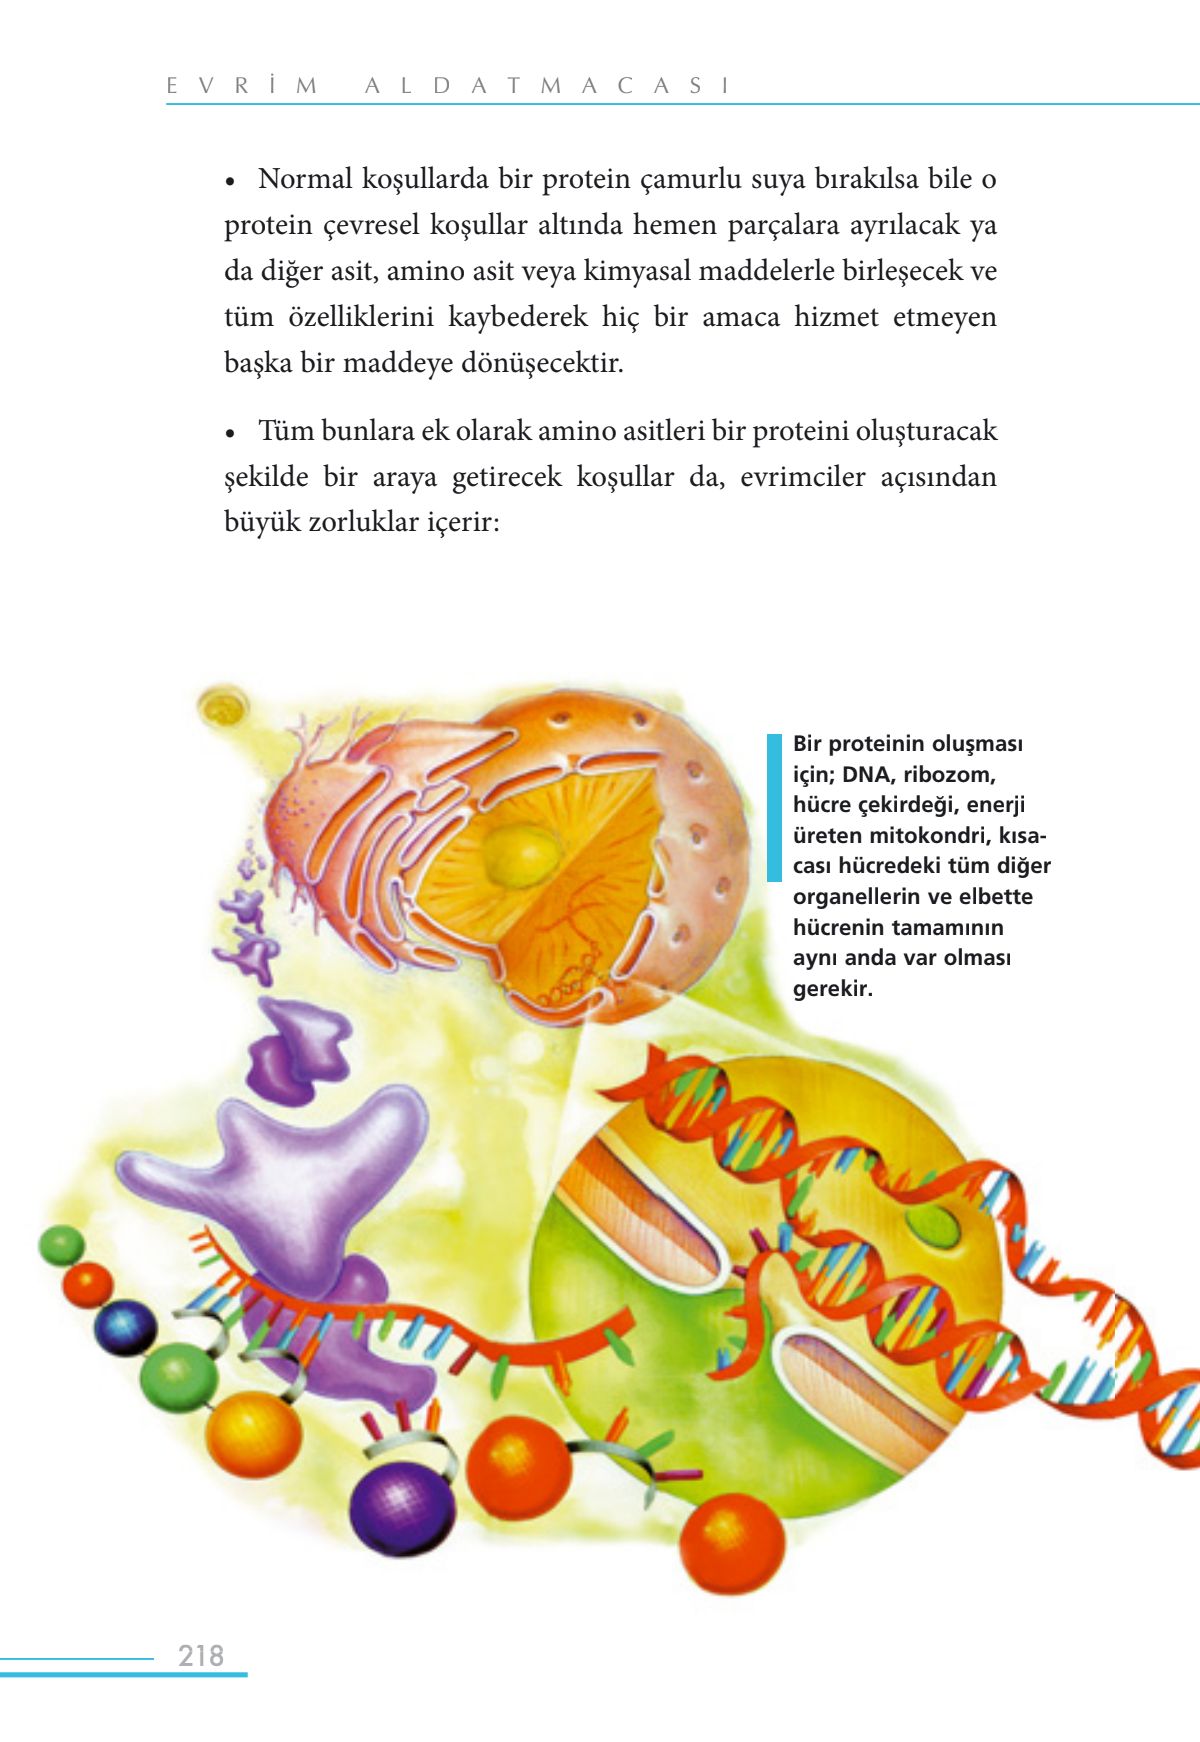 EVRİM ALDATMACASI
• Normal koşullarda bir protein çamurlu suya bırakılsa bile o
protein çevresel koşullar altında hemen parçalara ayrılacak ya
da diğer asit, amino asit veya kimyasal maddelerle birleşecek ve
tüm özelliklerini kaybederek hiç bir amaca hizmet etmeyen
başka bir maddeye dönüşecektir.
• Tüm bunlara ek olarak amino asitleri bir proteini oluşturacak
şekilde bir araya getirecek koşullar da, evrimciler açısından
büyük zorluklar içerir:
Bir proteinin oluşması
için; DNA, ribozom,
hücre çekirdeği, enerji
üreten mitokondri, kısa-
cası hücredeki tüm diğer
organellerin ve elbette
hücrenin tamamının
aynı anda var olması
gerekir.
218